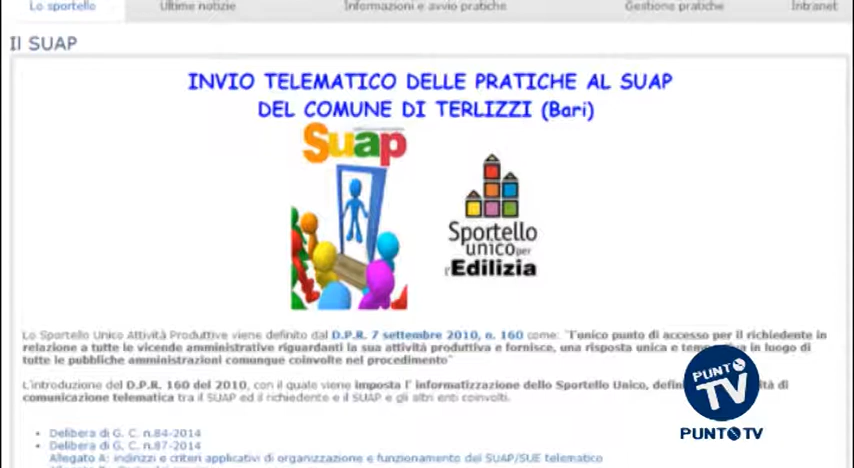 Lo sportello Ultime notizie Informazioni e avvio pratiche Gestione pratiche Intranet
Il SUAP
INVIO TELEMATICO DELLE PRATICHE AL SUAP
DEL COMUNE DI TERLIZZI (Bari)
Suap
Sportello
unico per
l'Edilizia
Lo Sportello Unico Attività Produttive viene definito dal D.P.R. 7 settembre 2010, n. 160 come: "l'unico punto di accesso per il richiedente in
relazione a tutte le vicende amministrative riguardanti la sua attività produttiva e fornisce, una risposta unica e in luogo di
tutte le pubbliche amministrazioni comunque coinvolte nel procedimento"
L'introduzione del D.P.R. 160 del 2010, con il quale viene imposta l' informatizzazione dello Sportello Unico, di
comunicazione telematica tra il SUAP ed il richiedente e il SUAP e gli altri enti coinvolti.
PUNTO
TV
PUNTO TV
Delibera di G. C. n.84-2014
Delibera di G. C. n.87-2014
Allegato A: indirizzi e criteri applicativi di organizzazione e funzionamento del SUAP/SUE telematico